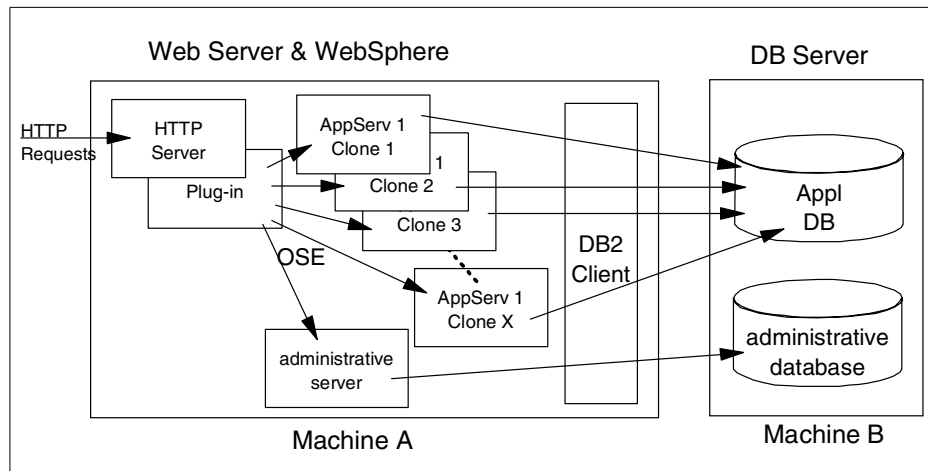 Web Server & WebSphere
DB Server
HTTP
Requests
HTTP
Server
Plug-in
AppServ 1
Clone 1
1
Clone 2
Clone 3
AppServ 1
Clone X
OSE
administrative
server
DB2
Client
Appl
DB
administrative
database
Machine A
Machine B